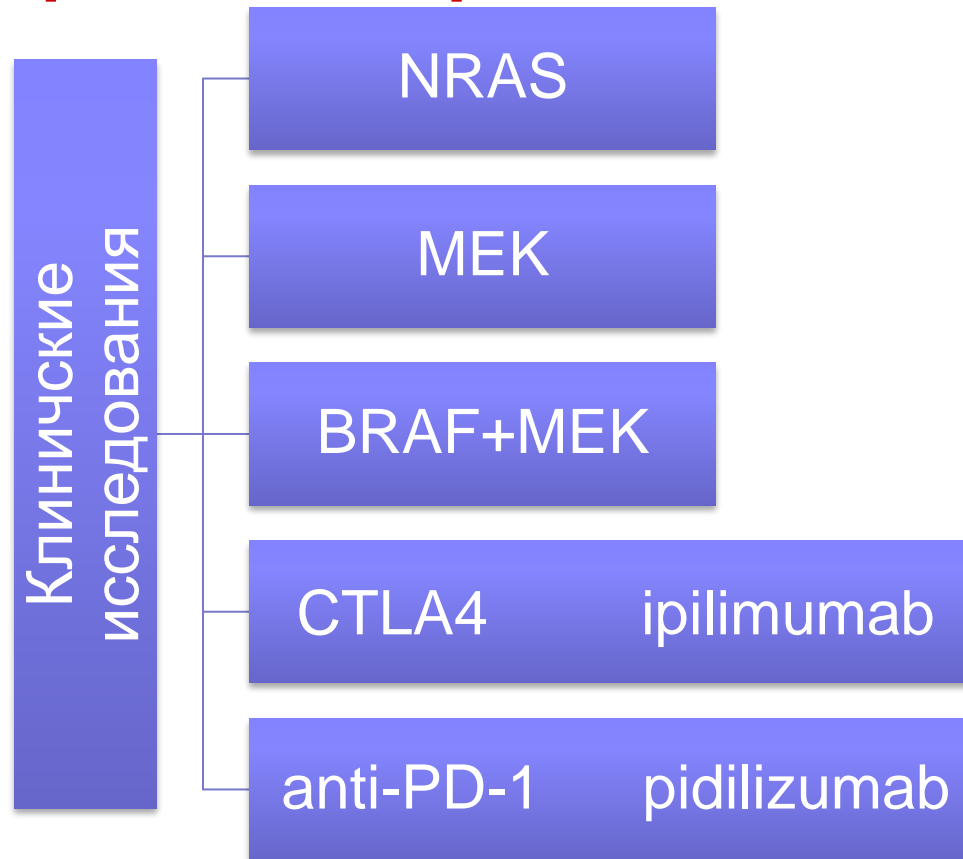 Клиничские
исследования
NRAS
MEK
BRAF+MEK
CTLA4 ipilimumab
anti-PD-1 pidilizumab